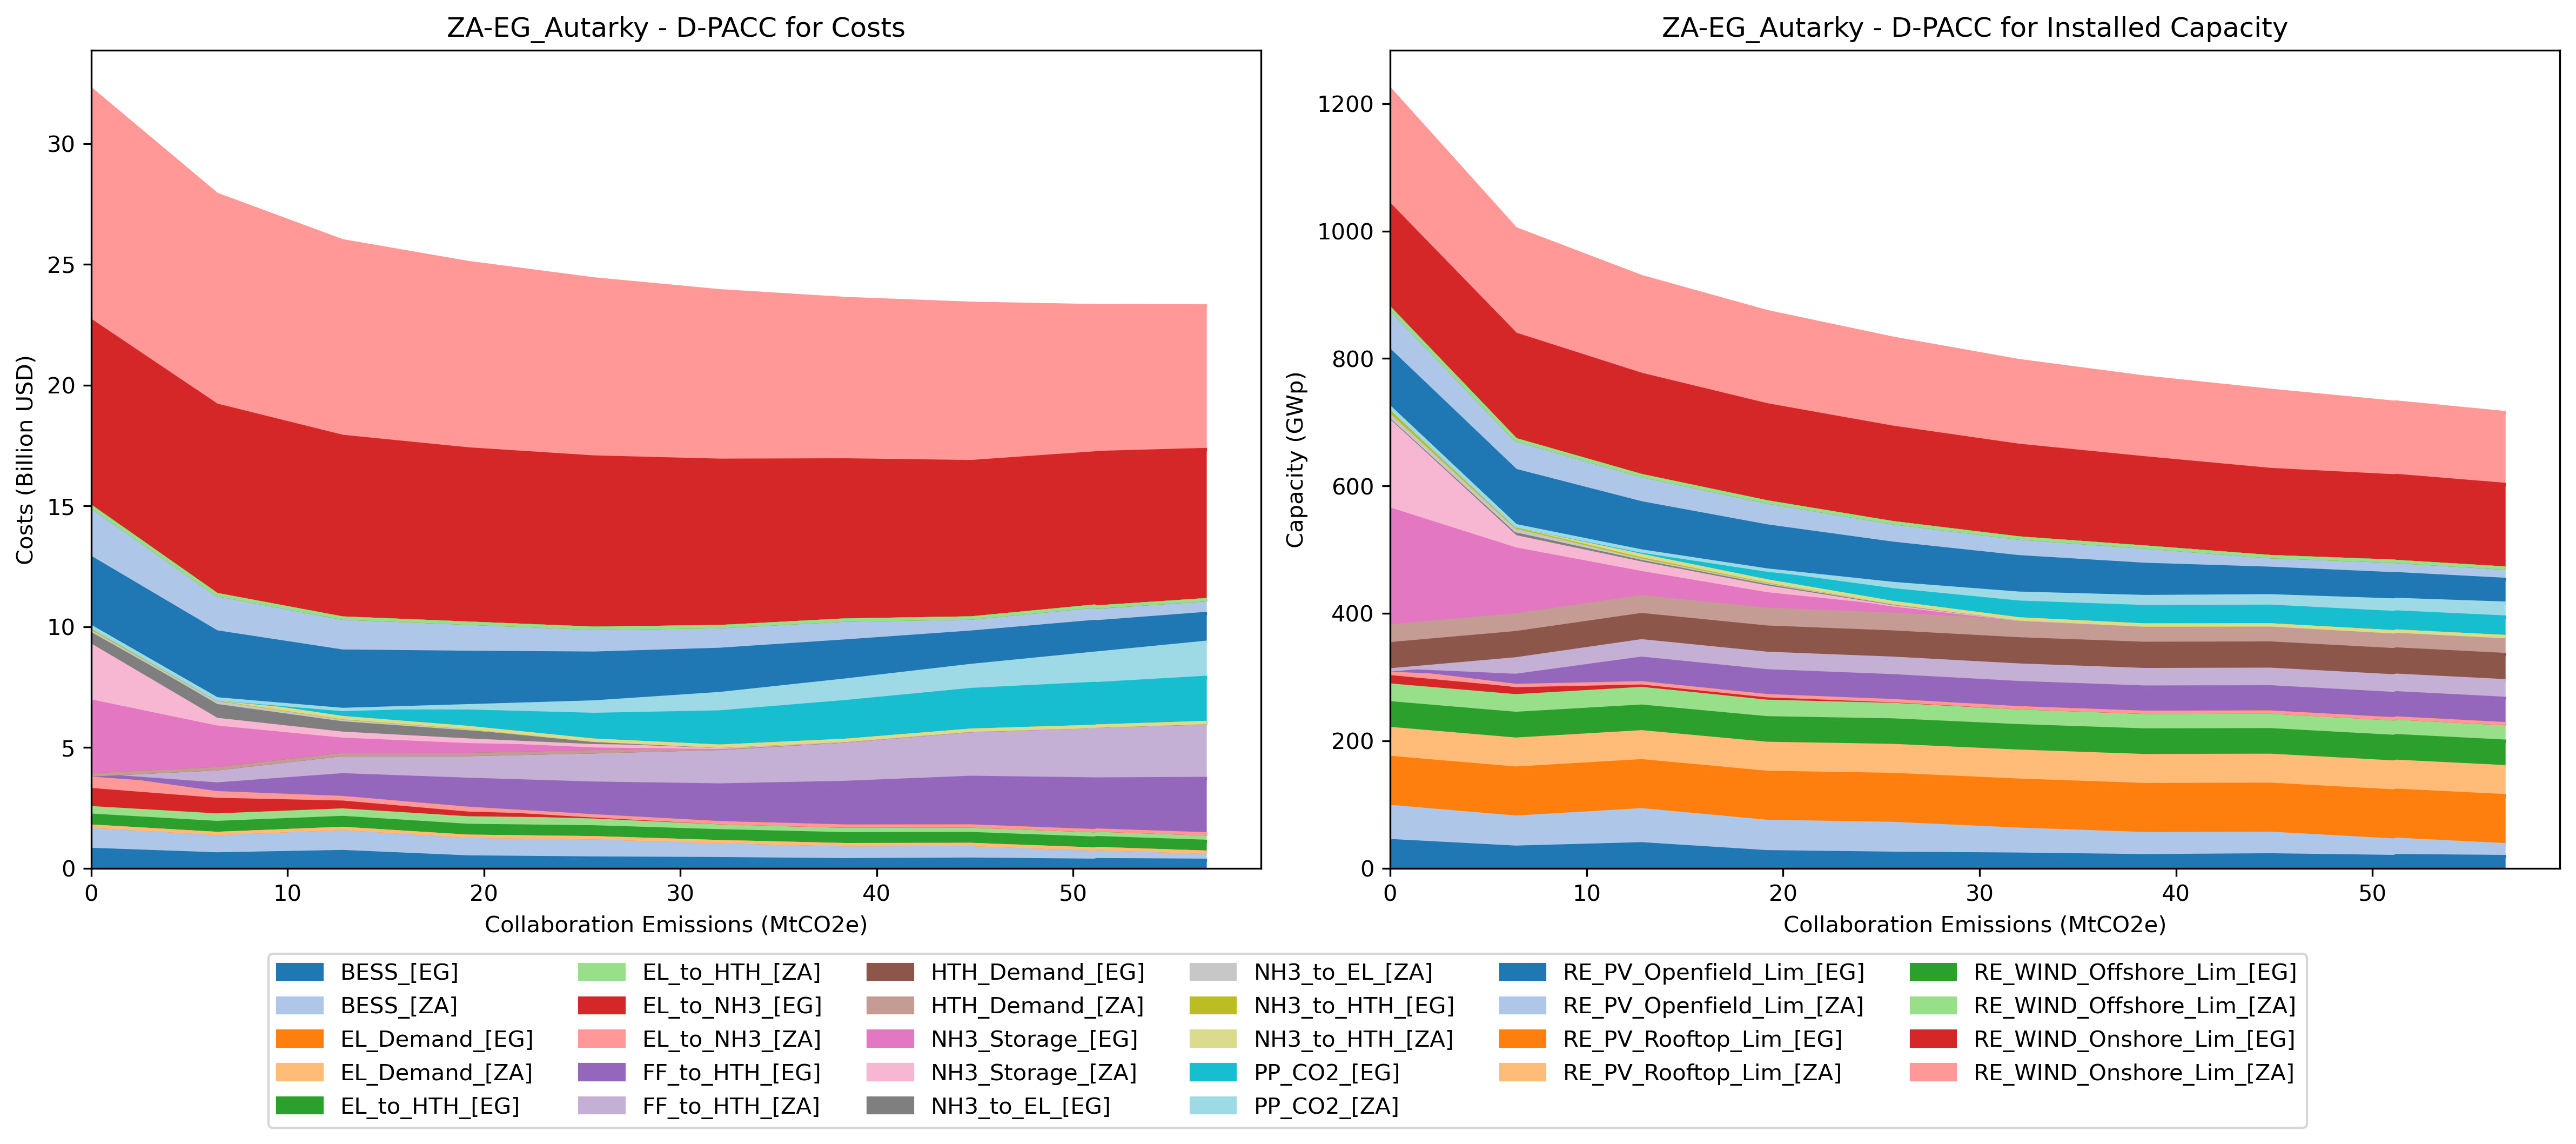 ZA-EG_Autarky - D-PACC for Costs
Costs (Billion USD)
30
25
20
15
10
5
0
0 10 20 30 40 50
Collaboration Emissions (MtCO2e)
ZA-EG_Autarky - D-PACC for Installed Capacity
Capacity (GWp)
1200
1000
800
600
400
200
0
0 10 20 30 40 50
Collaboration Emissions (MtCO2e)
BESS_[EG]
BESS_[ZA]
EL_Demand_[EG]
EL_Demand_[ZA]
EL_to_HTH_[EG]
EL_to_HTH_[ZA]
EL_to_NH3_[EG]
EL_to_NH3_[ZA]
FF_to_HTH_[EG]
FF_to_HTH_[ZA]
HTH_Demand_[EG]
HTH_Demand_[ZA]
NH3_Storage_[EG]
NH3_Storage_[ZA]
NH3_to_EL_[EG]
NH3_to_EL_[ZA]
NH3_to_HTH_[EG]
NH3_to_HTH_[ZA]
PP_CO2_[EG]
PP_CO2_[ZA]
RE_PV_Openfield_Lim_[EG]
RE_PV_Openfield_Lim_[ZA]
RE_PV_Rooftop_Lim_[EG]
RE_PV_Rooftop_Lim_[ZA]
RE_WIND_Offshore_Lim_[EG]
RE_WIND_Offshore_Lim_[ZA]
RE_WIND_Onshore_Lim_[EG]
RE_WIND_Onshore_Lim_[ZA]